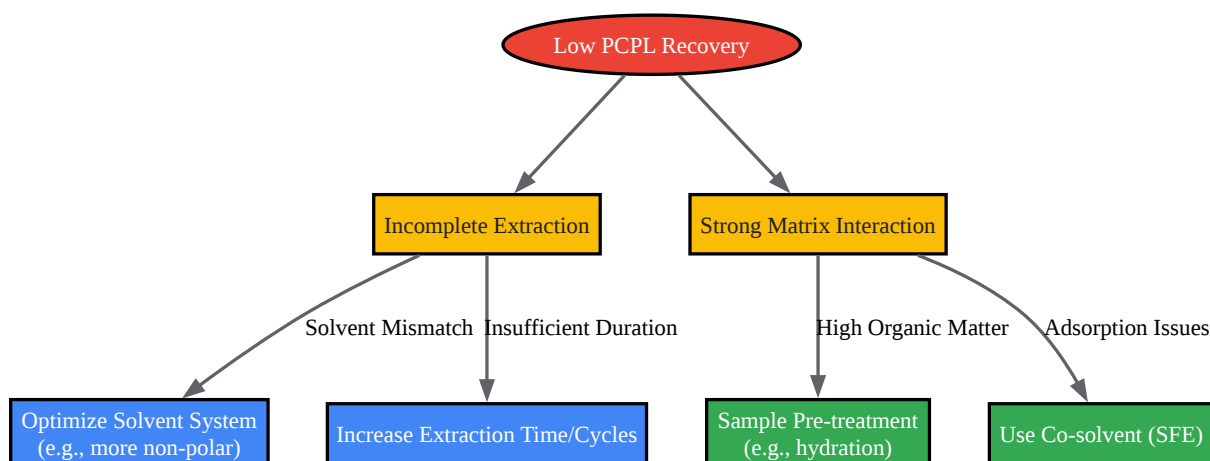 Low PCPL Recovery
Incomplete Extraction
Strong Matrix Interaction
Solvent Mismatch
Insufficient Duration
High Organic Matter
Adsorption Issues
Optimize Solvent System
(e.g., more non-polar)
Increase Extraction Time/Cycles
Sample Pre-treatment
(e.g., hydration)
Use Co-solvent (SFE)